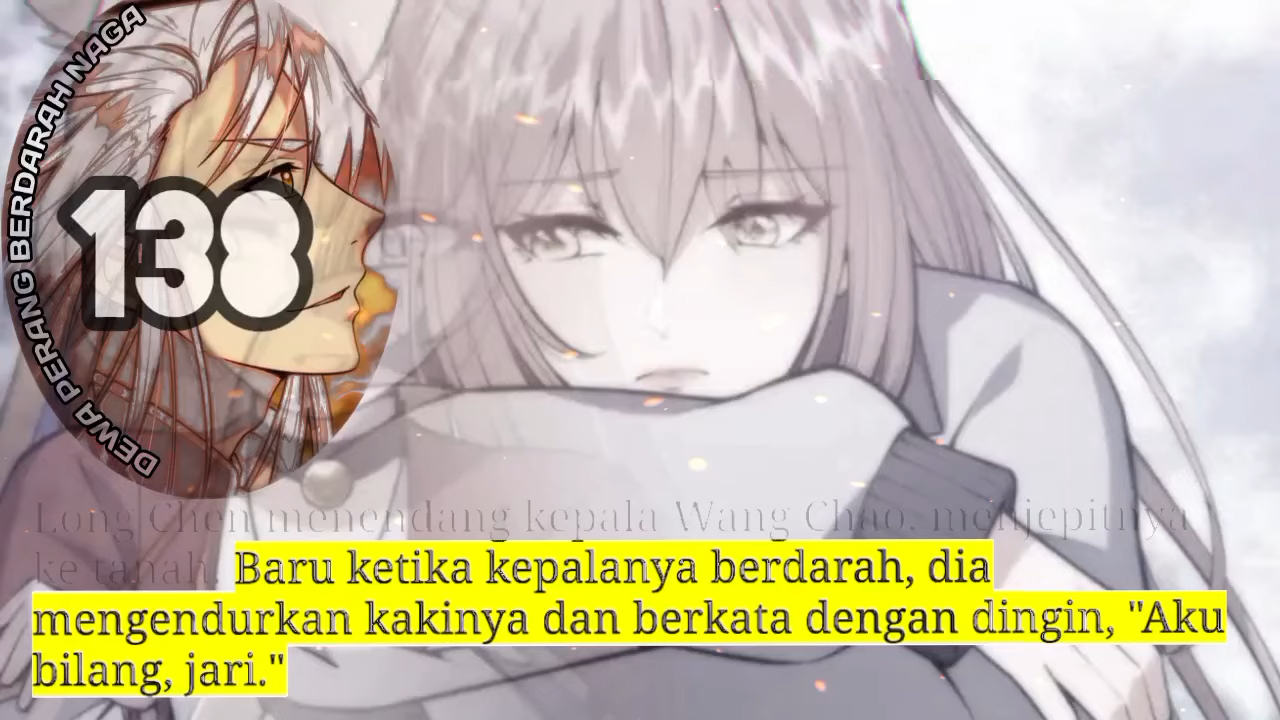 DEWA PERANG BERDARAH NAGA
138
Long Chen menendang kepala Wang Chao, menjepitnya
ke tanah. Baru ketika kepalanya berdarah, dia
mengendurkan kakinya dan berkata dengan dingin, "Aku
bilang, jari."